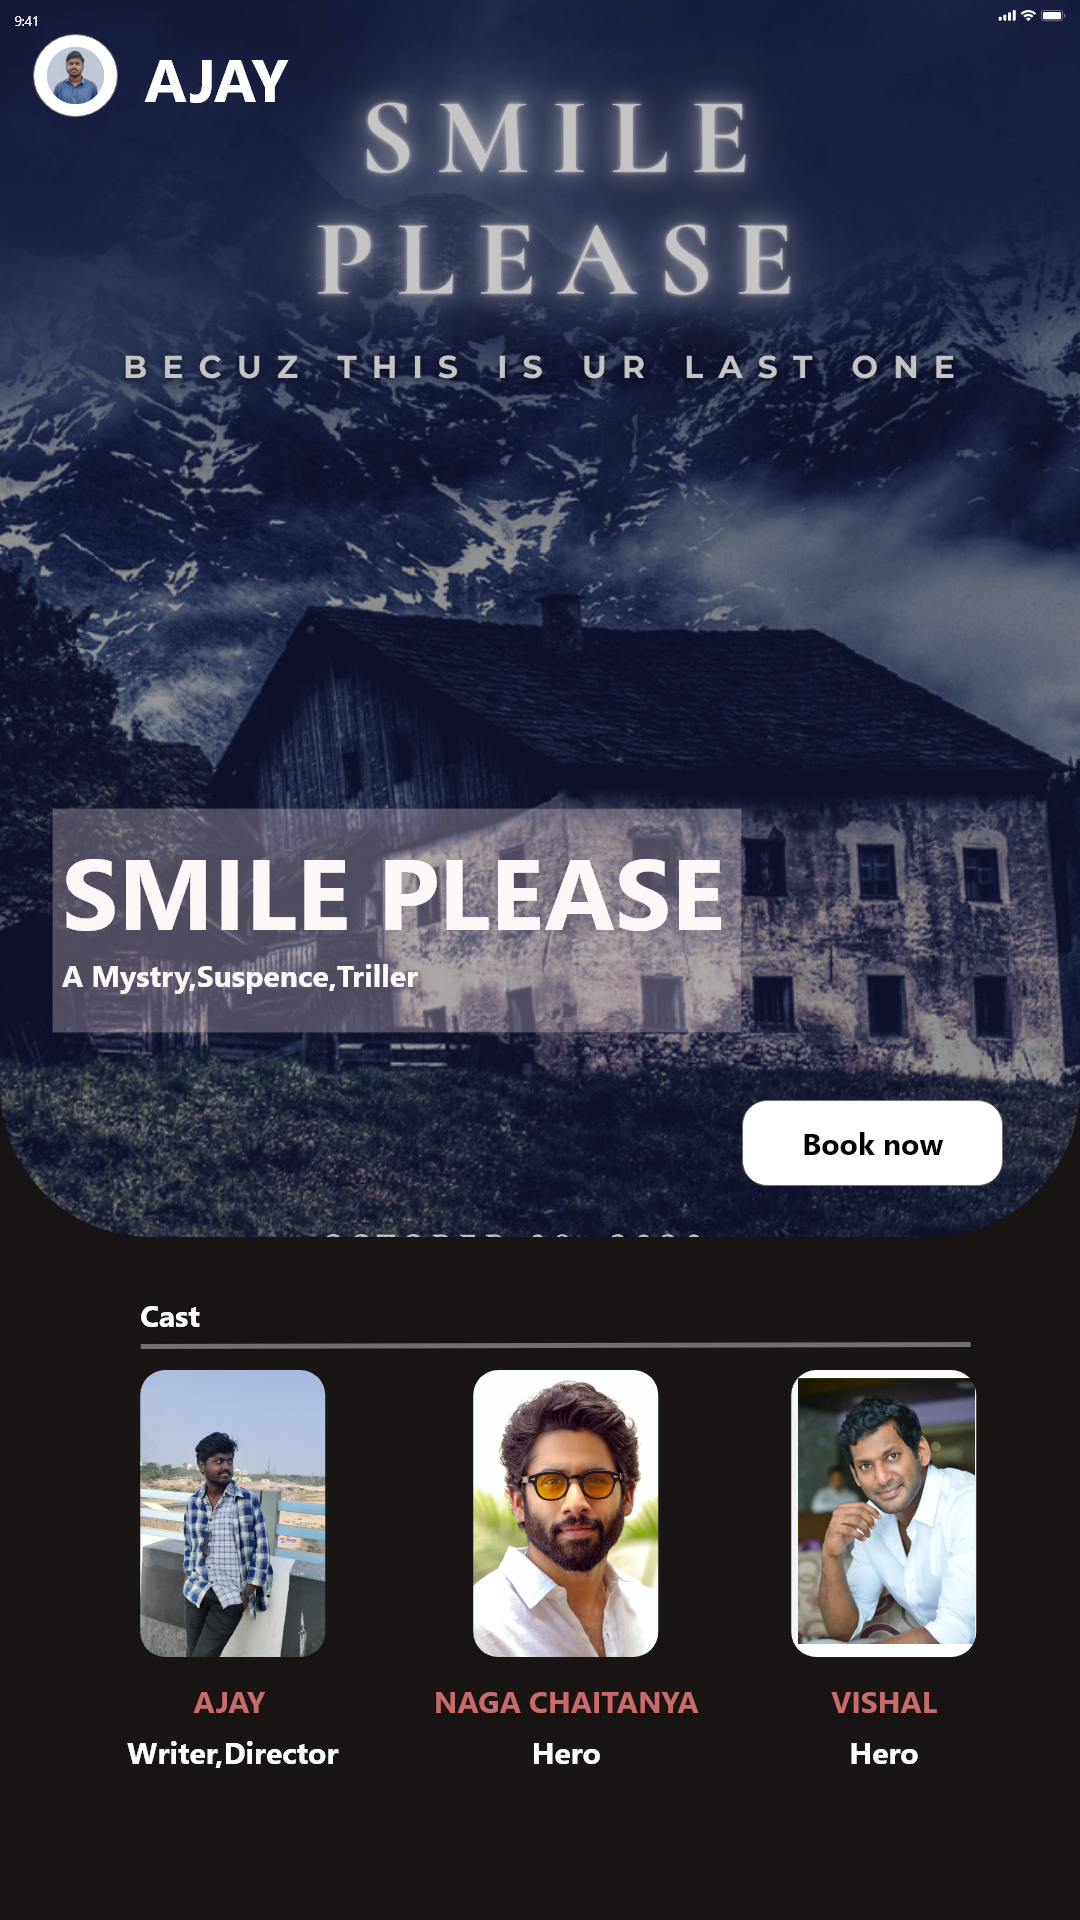 9:41
AJAY
SMILE
PLEASE
BECUZ THIS IS UR LAST ONE
SMILE PLEASE
A Mystry,Suspence,Triller
Book now
Cast
AJAY
Writer,Director
NAGA CHAITANYA
Hero
VISHAL
Hero